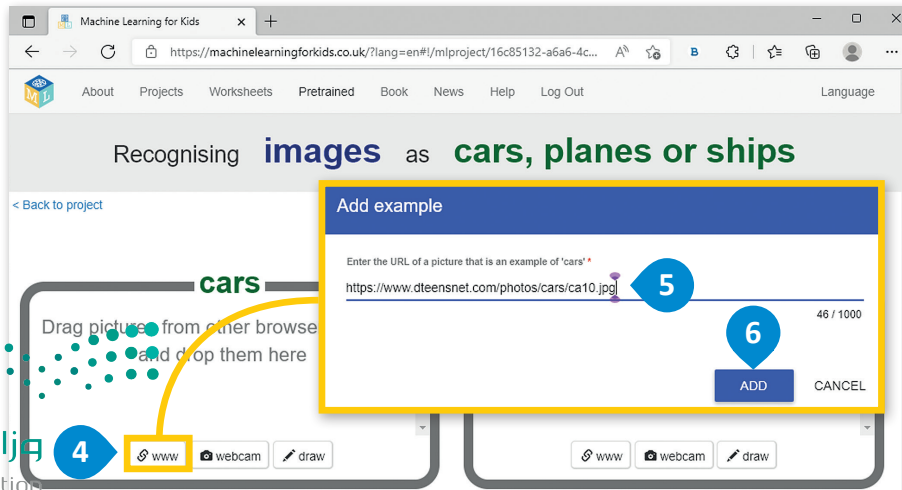 Machine Learning for Kids
https://machinelearningforkids.co.uk/?lang=en#!/mlproject/16c85132-a6a6-4c...
About Projects Worksheets Pretrained Book News Help Log Out Language
Recognising images as cars, planes or ships
< Back to project
Add example
Enter the URL of a picture that is an example of 'cars' *
https://www.dteensnet.com/photos/cars/ca10.jpg
5
46 / 1000
6
ADD CANCEL
cars
Drag pictures from other browse
and drop them here
4
www webcam draw
www webcam draw